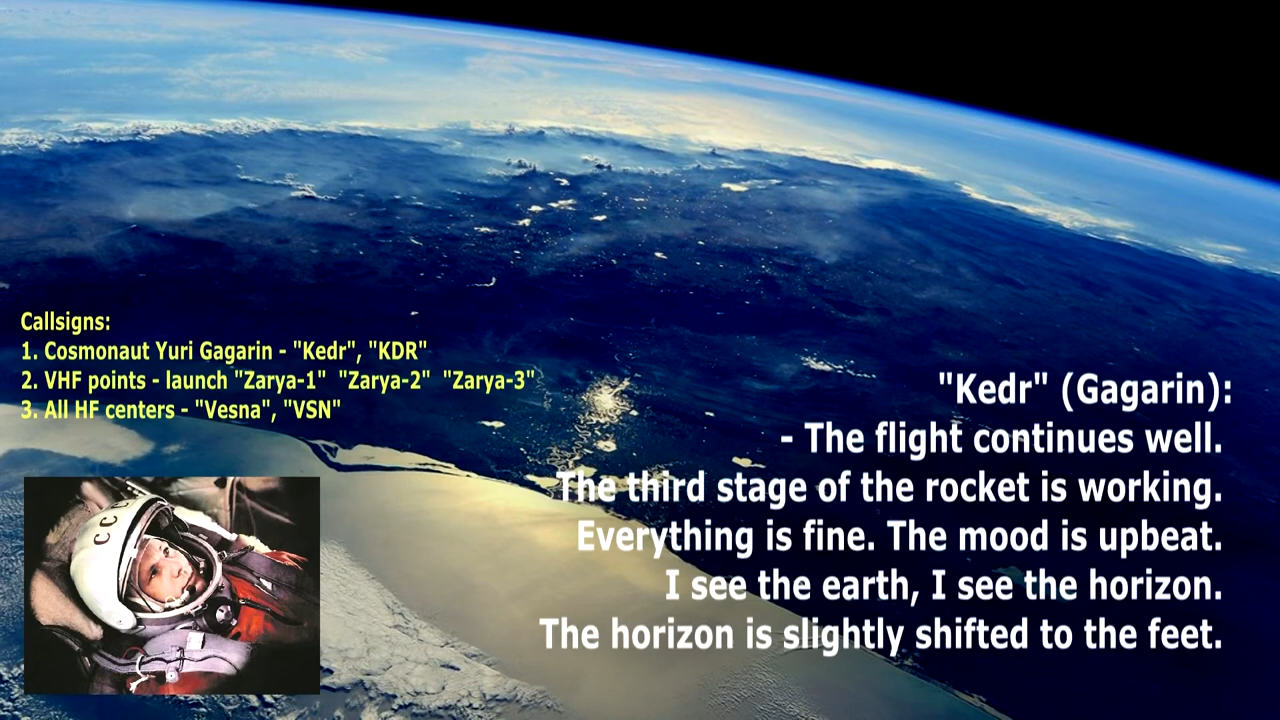 Callsigns:
1. Cosmonaut Yuri Gagarin - "Kedr", "KDR"
2. VHF points - launch "Zarya-1" "Zarya-2" "Zarya-3"
3. All HF centers - "Vesna", "VSN"
"Kedr" (Gagarin):
- The flight continues well.
The third stage of the rocket is working.
Everything is fine. The mood is upbeat.
I see the earth, I see the horizon.
The horizon is slightly shifted to the feet.